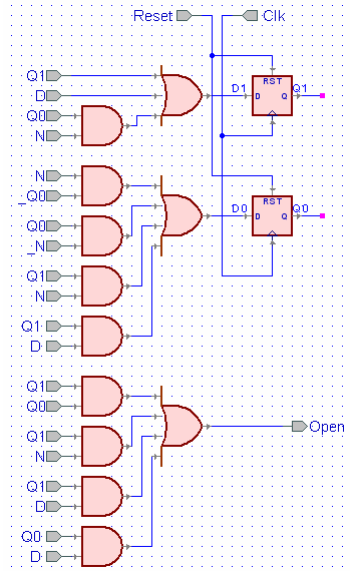 Reset Clk
RST
Q1 D1 Q1
D D Q
Q0
N
N
_Q0
RST
Q0 D0 Q0
D Q
_N
Q1
N
Q1
D
Q1
Q0
Open
Q1
N
Q1
D
Q0
D